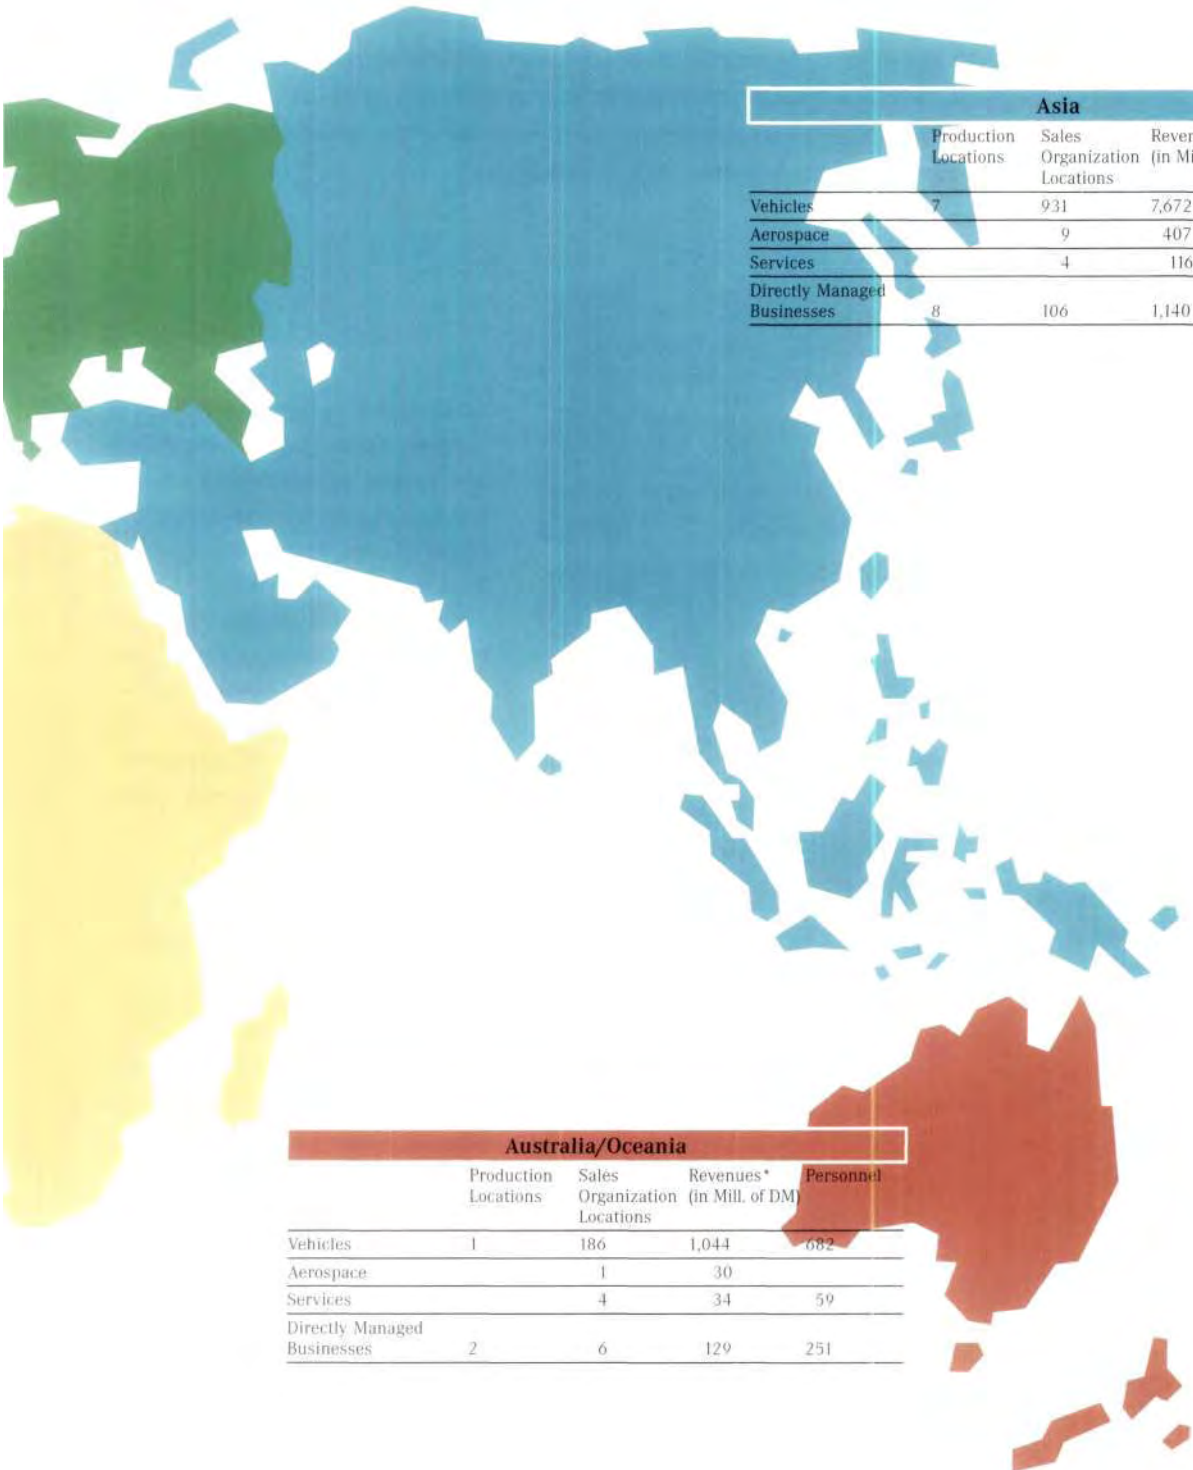 Asia
Production Sales
Locations Organization (in
Locations
Vehicles 7 931 7,672
Aerospace 9 407
Services 4 116
Directly Managed
Businesses 8 106 1,140
Australia/Oceania
Production Sales Revenues* Personnel
Locations Organization (in Mill. of DM)
Locations
Vehicles 1 186 1,044 682
Aerospace 1 30
Services 4 34 59
Directly Managed
Businesses 2 6 129 251